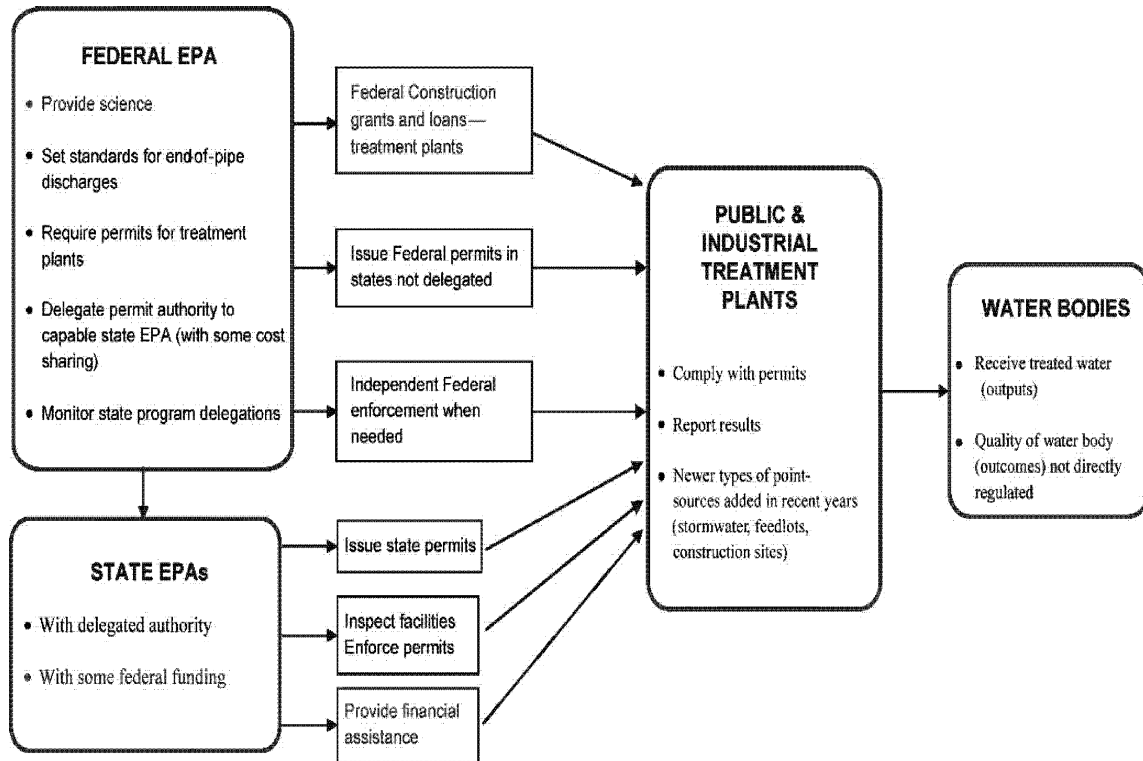 FEDERAL EPA
• Provide science
• Set standards for end-of-pipe
discharges
• Require permits for treatment
plants
• Delegate permit authority to
capable state EPA (with some cost
sharing)
• Monitor state program delegations
STATE EPAs
• With delegated authority
• With some federal funding
Federal Construction
grants and loans—
treatment plants
Issue Federal permits in
states not delegated
Independent Federal
enforcement when
needed
Issue state permits
Inspect facilities
Enforce permits
Provide financial
assistance
PUBLIC &
INDUSTRIAL
TREATMENT
PLANTS
• Comply with permits
• Report results
• Newer types of point-
sources added in recent years
(stormwater, feedlots,
construction sites)
WATER BODIES
• Receive treated water
(outputs)
• Quality of water body
(outcomes) not directly
regulated